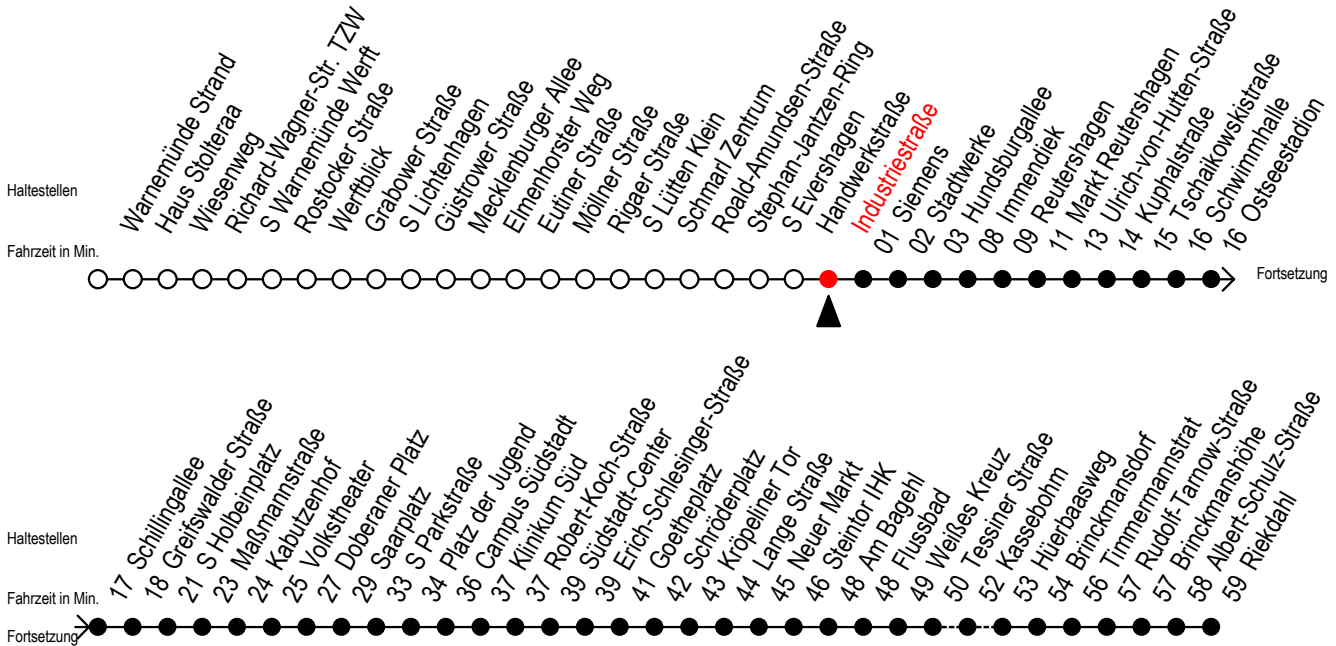 Haltestellen
Warnemünde Strand
Haus Stolteraa
Wiesenweg
Richard-Wagner-Str. TZW
S Warnemünde Werft
Rostocker Straße
Werftblick
Grabower Straße
S Lichtenhagen
Güstrower Straße
Mecklenburger Allee
Elmenhorster Weg
Eutiner Straße
Möllner Straße
Rigaer Straße
S Lütten Klein
Schmarl Zentrum
Roald-Amundsen-Straße
Stephan-Jantzen-Ring
S Evershagen
Handwerkstraße
Industriestraße
01 Siemens
02 Stadtwerke
03 Hundsburgallee
08 Immendiek
09 Reutershagen
11 Markt Reutershagen
13 Ulrich-von-Hutten-Straße
14 Kuphalstraße
15 Tschaikowskistraße
16 Schwimmhalle
16 Ostseestadion
Fahrzeit in Min.
Fortsetzung
Haltestellen
17 Schillingallee
18 Greifswalder Straße
21 S Holbeinplatz
23 Maßmannstraße
24 Kabutzenhof
25 Volkstheater
27 Doberaner Platz
29 Saarplatz
33 S Parkstraße
34 Platz der Jugend
36 Campus Südstadt
37 Klinikum Süd
37 Robert-Koch-Straße
39 Südstadt-Center
39 Erich-Schlesinger-Straße
41 Goetheplatz
42 Schröderplatz
43 Kröpeliner Tor
44 Lange Straße
45 Neuer Markt
46 Steintor IHK
48 Am Bagehl
48 Flussbad
49 Weißes Kreuz
50 Tessiner Straße
52 Kassebohm
53 Hüerbaasweg
54 Brinckmansdorf
56 Timmermannstrat
57 Rudolf-Tarnow-Straße
57 Brinckmanshöhe
58 Albert-Schulz-Straße
59 Riekdahl
Fahrzeit in Min.
Fortsetzung